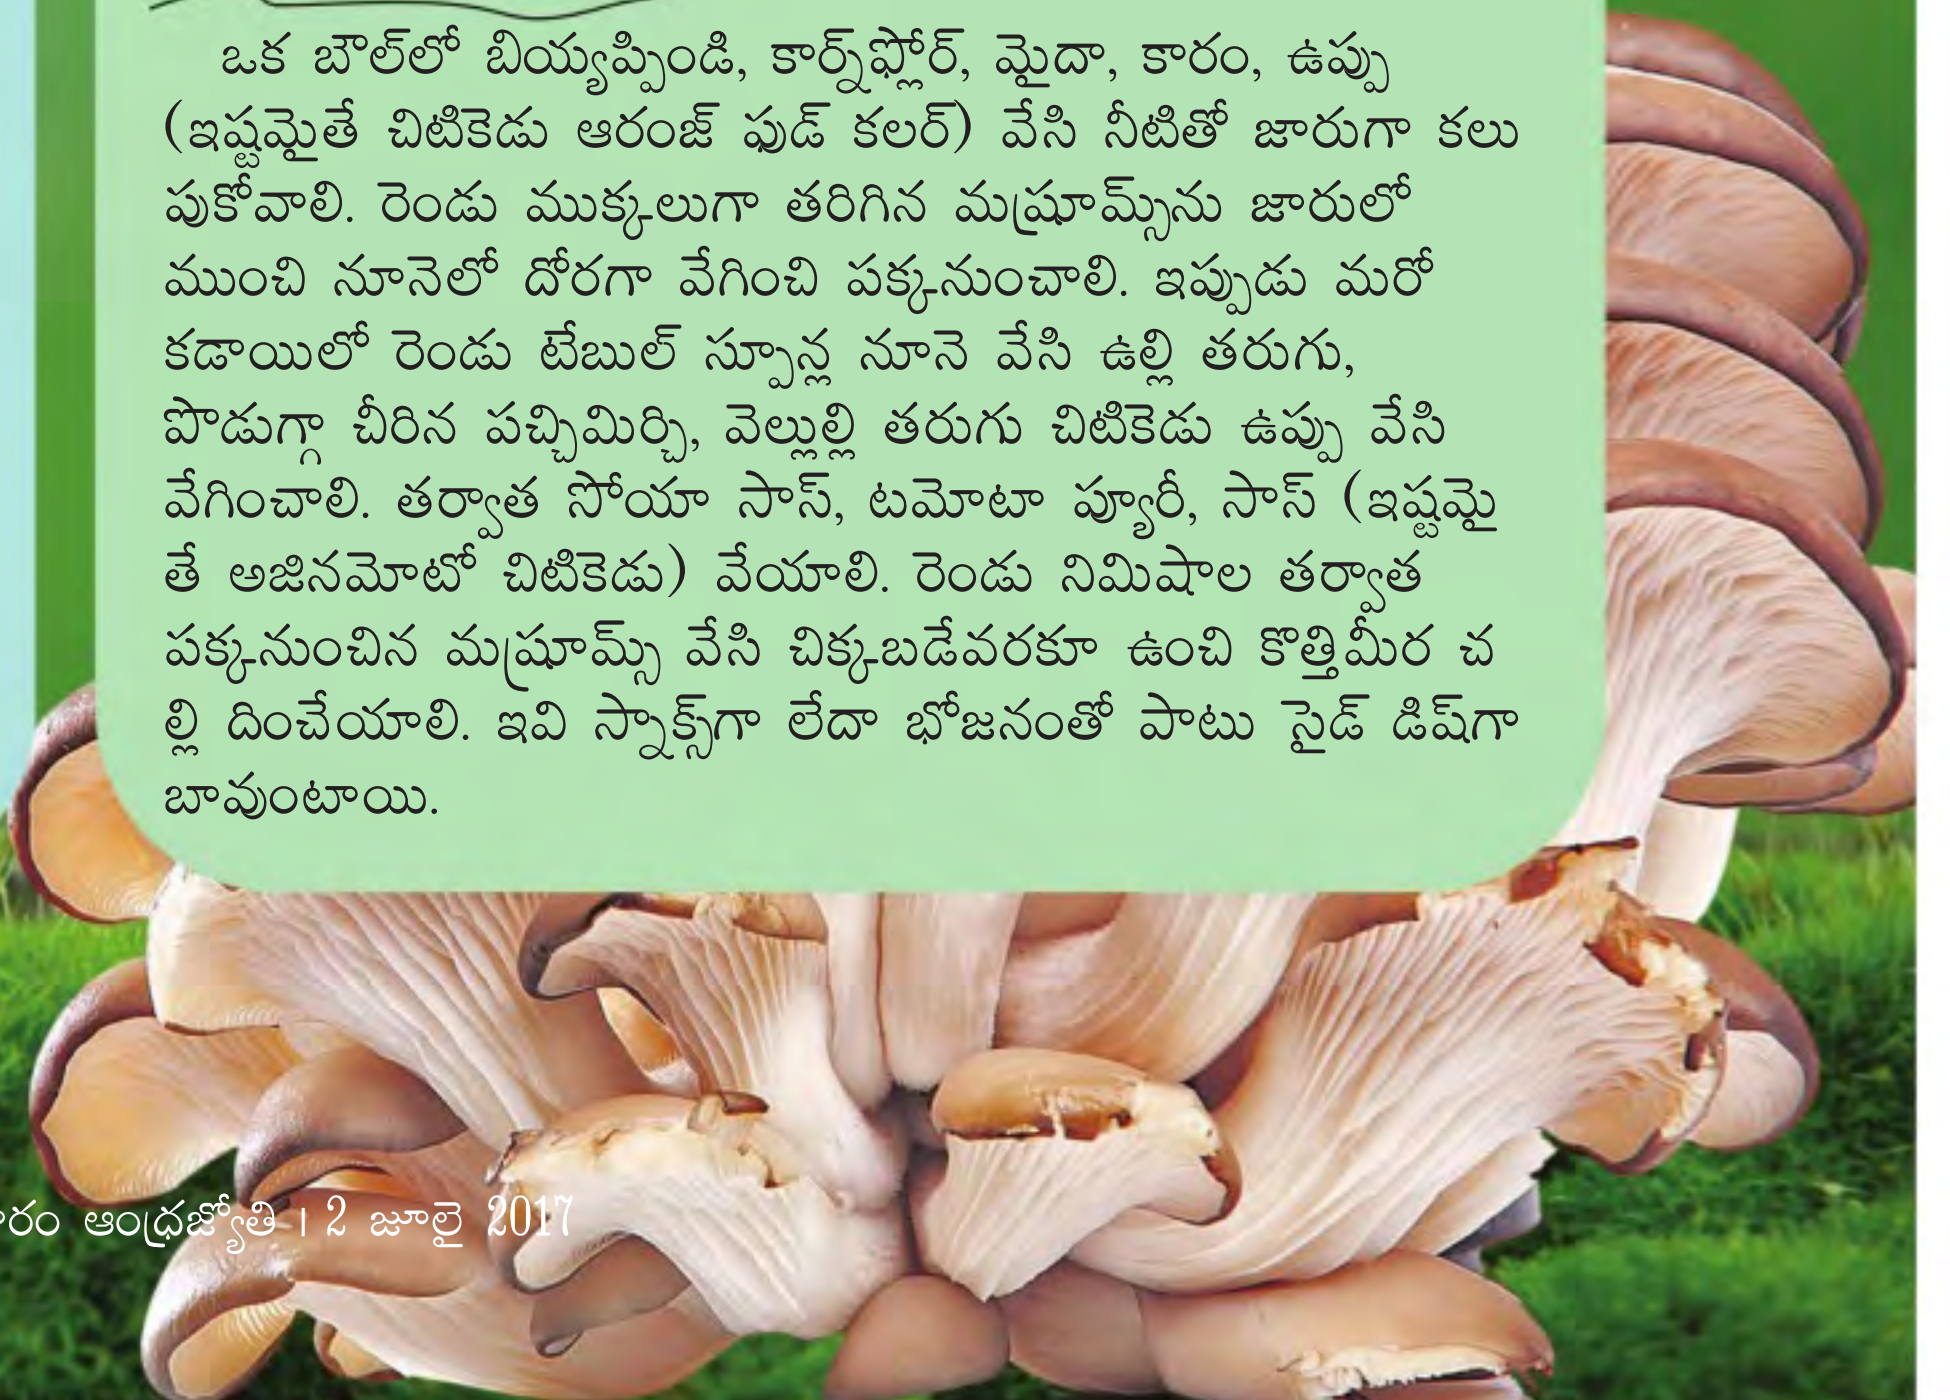 ఒక బౌల్‌లో బియ్యప్పిండి, కార్న్‌ఫ్లోర్, మైదా, కారం, ఉప్పు
(ఇష్టమైతే చిటికెడు ఆరంజ్ ఫుడ్ కలర్) వేసి నీటితో జారుగా కలు
పుకోవాలి. రెండు ముక్కలుగా తరిగిన మష్రూమ్స్‌ను జారులో
ముంచి నూనెలో దోరగా వేగించి పక్కనుంచాలి. ఇప్పుడు మరో
కడాయిలో రెండు టేబుల్ స్పూన్ల నూనె వేసి ఉల్లి తరుగు,
పొడుగ్గా చీరిన పచ్చిమిర్చి, వెల్లుల్లి తరుగు చిటికెడు ఉప్పు వేసి
వేగించాలి. తర్వాత సోయా సాస్, టమోటా ప్యూరీ, సాస్ (ఇష్టమై
తే అజినమోటో చిటికెడు) వేయాలి. రెండు నిమిషాల తర్వాత
పక్కనుంచిన మష్రూమ్స్ వేసి చిక్కబడేవరకూ ఉంచి కొత్తిమీర చ
ల్లి దించేయాలి. ఇవి స్నాక్స్‌గా లేదా భోజనంతో పాటు సైడ్ డిష్‌గా
బావుంటాయి.
ఆంధ్రజ్యోతి । 2 జూలై 2017